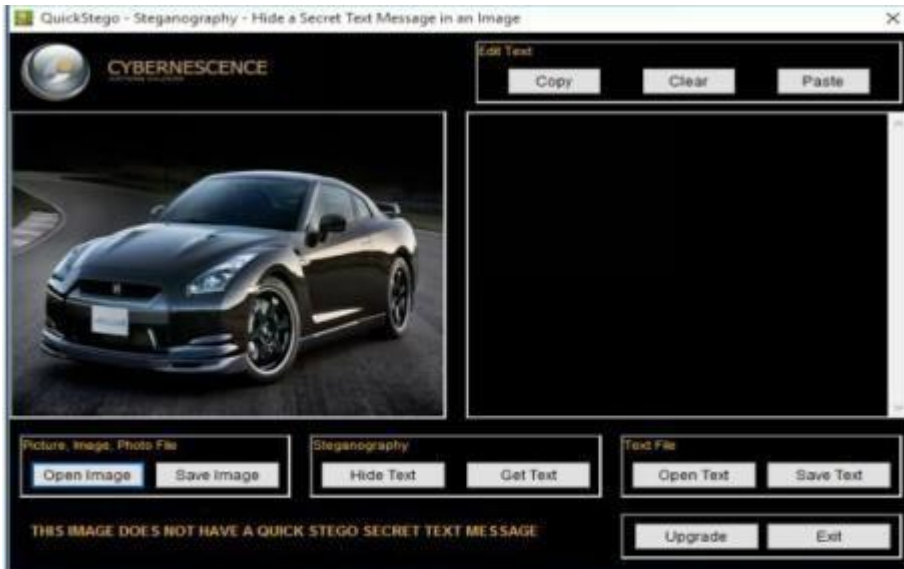 QuickStego - Steganography - Hide a Secret Text Message in an Image
CYBERNESCENCE
Edit Text
Copy Clear Paste
Picture, Image, Photo File
Open Image Save Image
Steganography
Hide Text Get Text
Text File
Open Text Save Text
THIS IMAGE DOES NOT HAVE A QUICK STEGO SECRET TEXT MESSAGE
Upgrade Exit